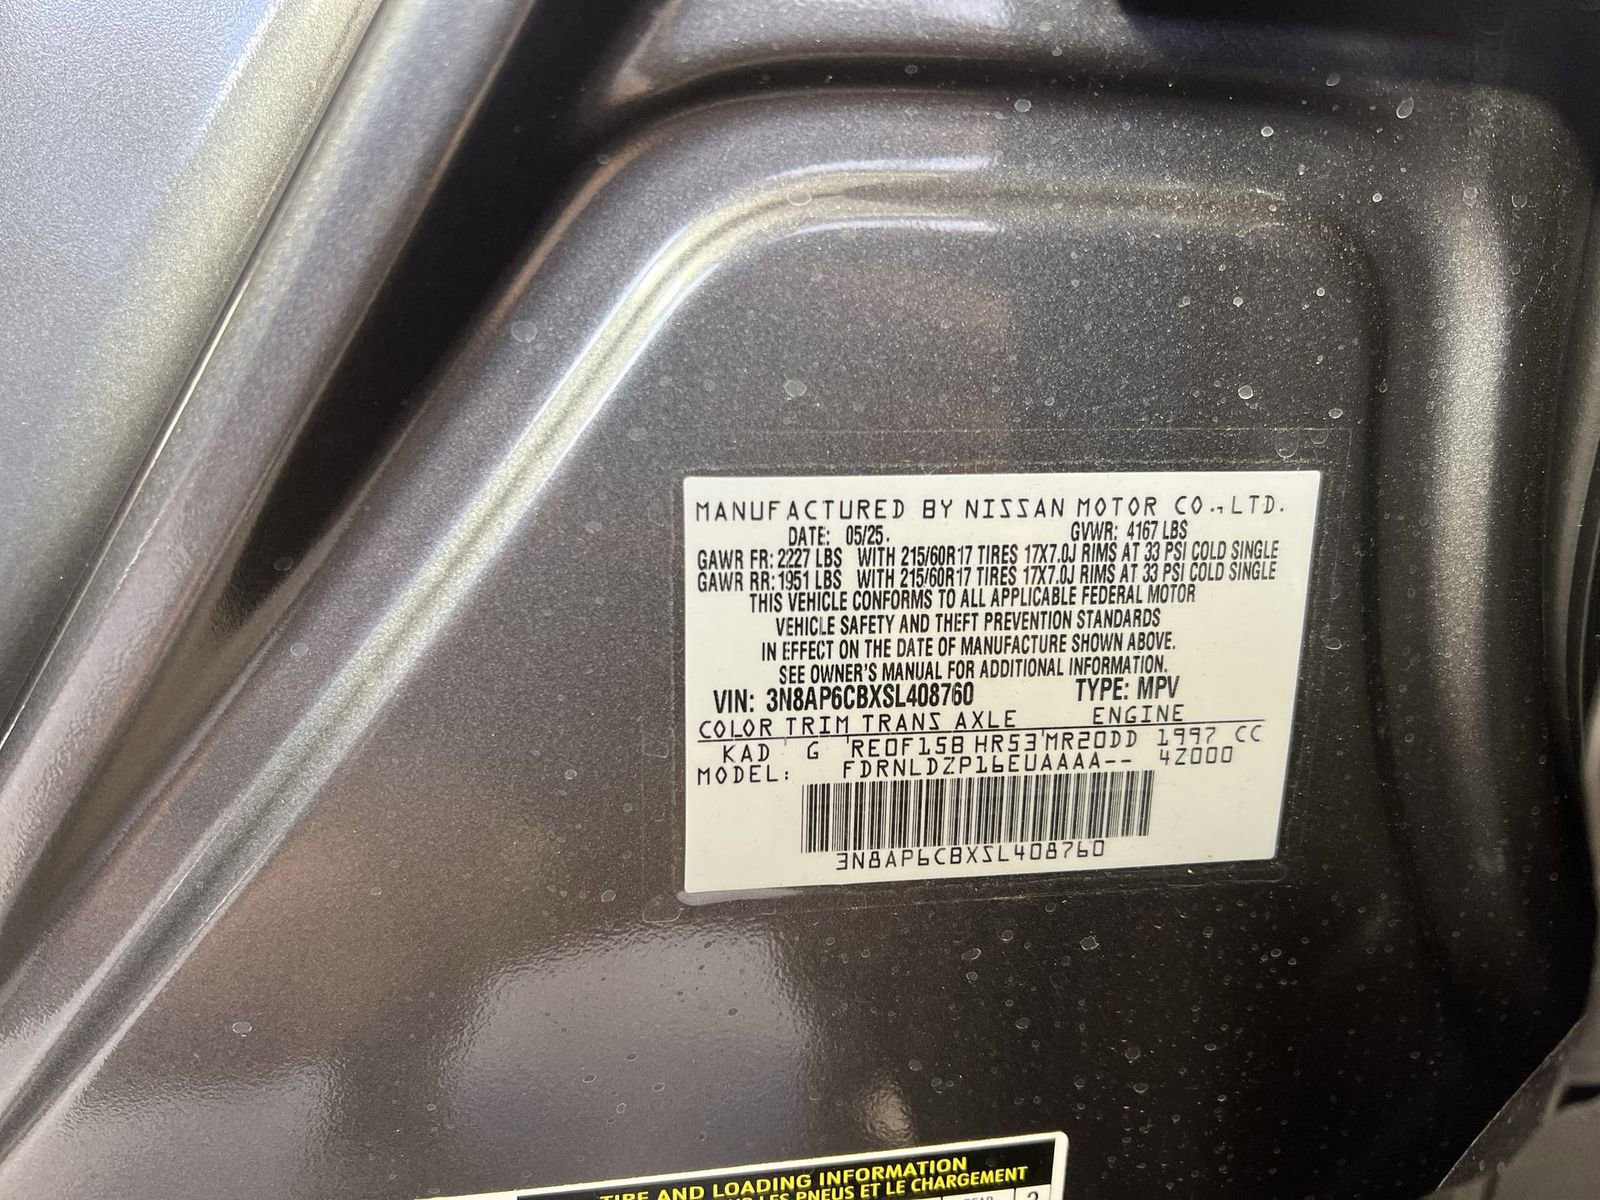 MANUFACTURED BY NISSAN MOTOR CO., LTD.
DATE: 05/25. GVWR: 4167 LBS
GAWR FR: 2227 LBS WITH 215/60R17 TIRES 17X7.0J RIMS AT 33 PSI COLD SINGLE
GAWR RR: 1951 LBS WITH 215/60R17 TIRES 17X7.0J RIMS AT 33 PSI COLD SINGLE
THIS VEHICLE CONFORMS TO ALL APPLICABLE FEDERAL MOTOR
VEHICLE SAFETY AND THEFT PREVENTION STANDARDS
IN EFFECT ON THE DATE OF MANUFACTURE SHOWN ABOVE.
SEE OWNER'S MANUAL FOR ADDITIONAL INFORMATION.
VIN: 3N8AP6CBXSL408760 TYPE: MPV
COLOR TRIM TRANS AXLE ENGINE
KAD G RE0F15B HR53 MR20DD 1997 CC
MODEL: FDRNLDZP16EUAAAA-- 4Z000
3N8AP6CBXSL408760
TIRE AND LOADING INFORMATION
LES PNEUS ET LE CHARGEMENT